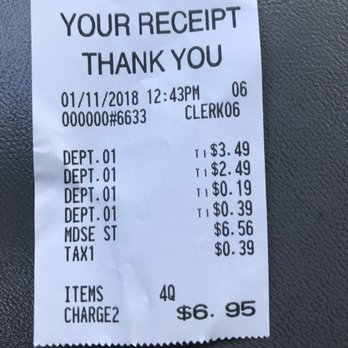 YOUR RECEIPT
THANK YOU
01/11/2018 12:43PM 06
000000#6633 CLERK06
DEPT.01 T1 $3.49
DEPT.01 T1 $2.49
DEPT.01 T1 $0.19
DEPT.01 T1 $0.39
MDSE ST $6.56
TAX1 $0.39
ITEMS 4Q
CHARGE2 $6.95